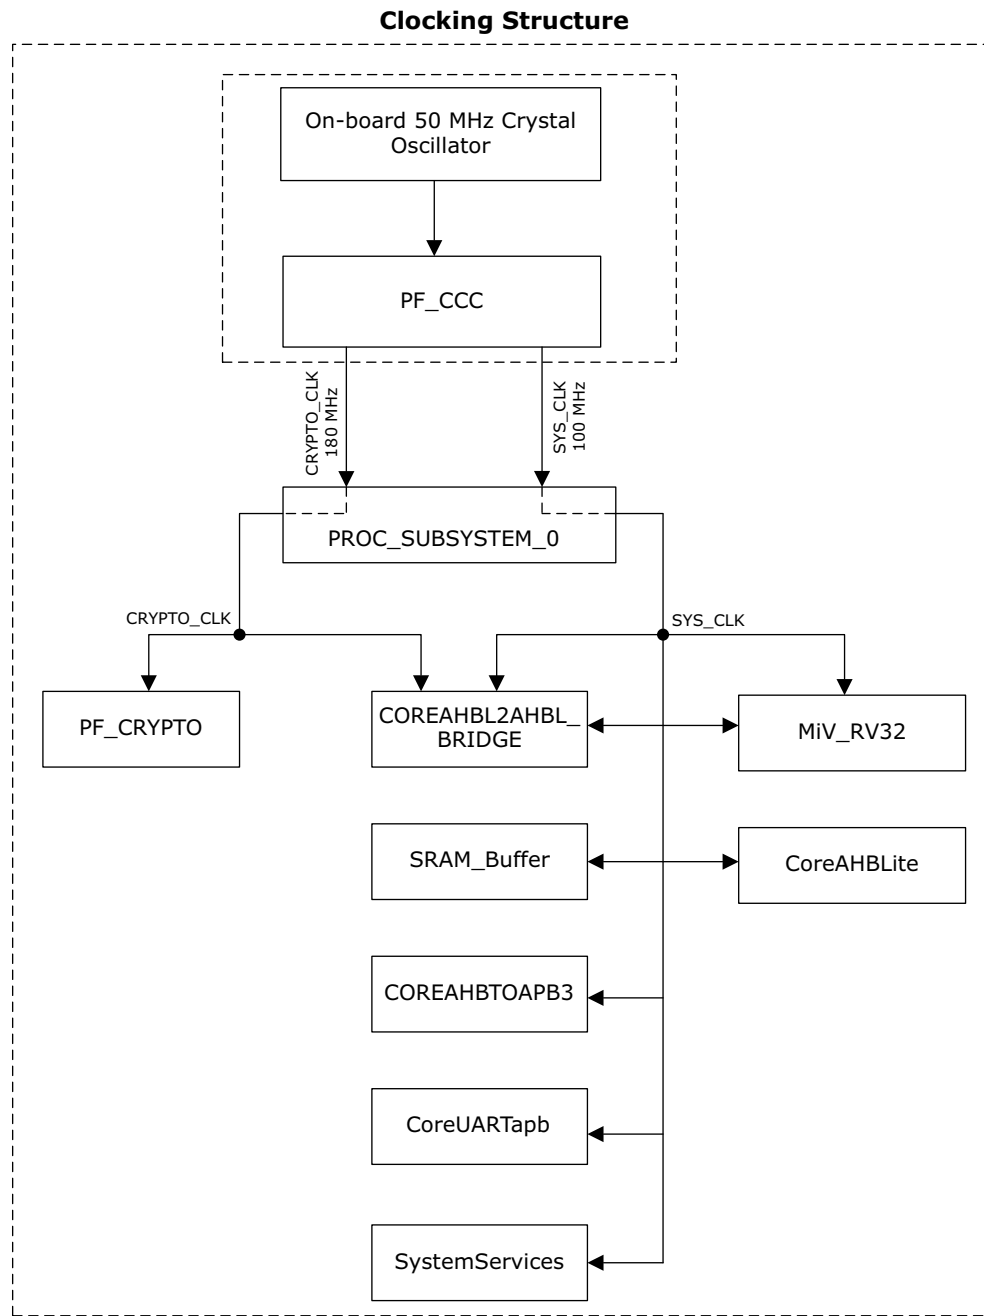 Clocking Structure
On-board 50 MHz Crystal
Oscillator
PF_CCC
CRYPTO_CLK
180 MHz
SYS_CLK
100 MHz
PROC_SUBSYSTEM_0
CRYPTO_CLK
SYS_CLK
PF_CRYPTO
COREAHBL2AHBL_
BRIDGE
MiV_RV32
SRAM_Buffer
CoreAHBLite
COREAHBTOAPB3
CoreUARTapb
SystemServices